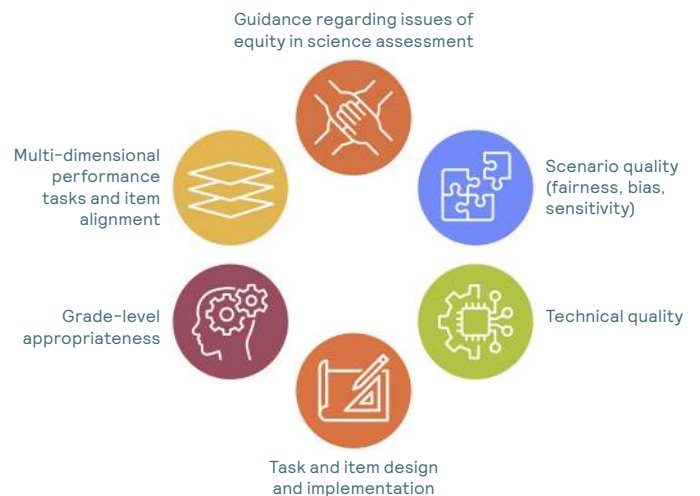 Guidance regarding issues of
equity in science assessment
Multi-dimensional
performance
tasks and item
alignment
Scenario quality
(fairness, bias,
sensitivity)
Grade-level
appropriateness
Technical quality
Task and item design
and implementation